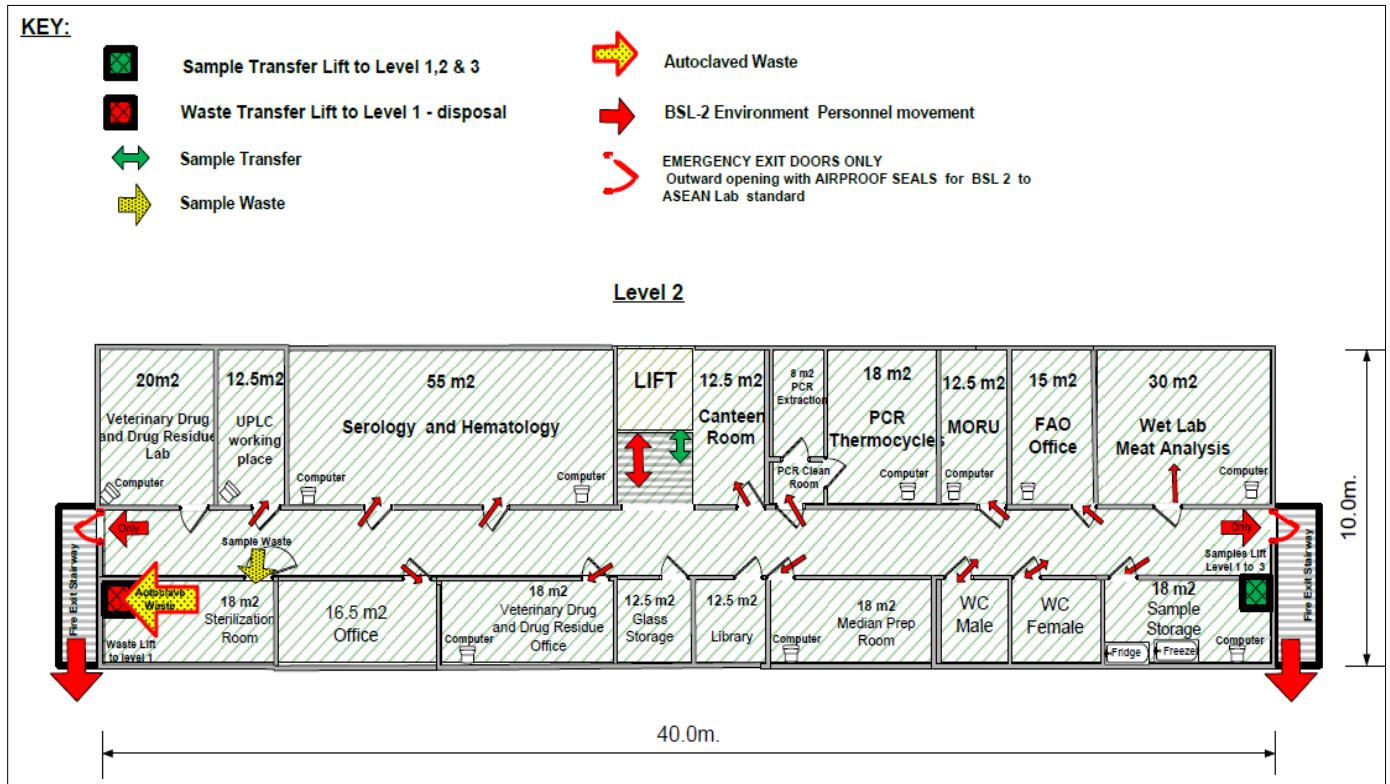 KEY:
Sample Transfer Lift to Level 1,2 & 3
Waste Transfer Lift to Level 1 - disposal
Sample Transfer
Sample Waste
Autoclaved Waste
BSL-2 Environment Personnel movement
EMERGENCY EXIT DOORS ONLY
Outward opening with AIRPROOF SEALS for BSL 2 to
ASEAN Lab standard
Level 2
20m2
Veterinary Drug
and Drug Residue
Lab
Computer
12.5m2
UPLC
working
place
55 m2
Serology and Hematology
Computer
Computer
LIFT
12.5 m2
Canteen
Room
8 m2
PCR
Extraction
PCR Clean
Room
18 m2
PCR
Thermocycles
Computer
12.5 m2
MORU
Computer
15 m2
FAO
Office
30 m2
Wet Lab
Meat Analysis
Computer
Only
Sample Waste
Only
Samples Lift
Level 1 to 3
Fire Exit Stairway
Autoclave
Waste
Waste Lift
to level 1
18 m2
Sterilization
Room
16.5 m2
Office
18 m2
Veterinary Drug
and Drug Residue
Office
Computer
12.5 m2
Glass
Storage
12.5 m2
Library
18 m2
Median Prep
Room
Computer
WC
Male
WC
Female
18 m2
Sample
Storage
Fridge
Freeze
Computer
Fire Exit Stairway
10.0m.
40.0m.